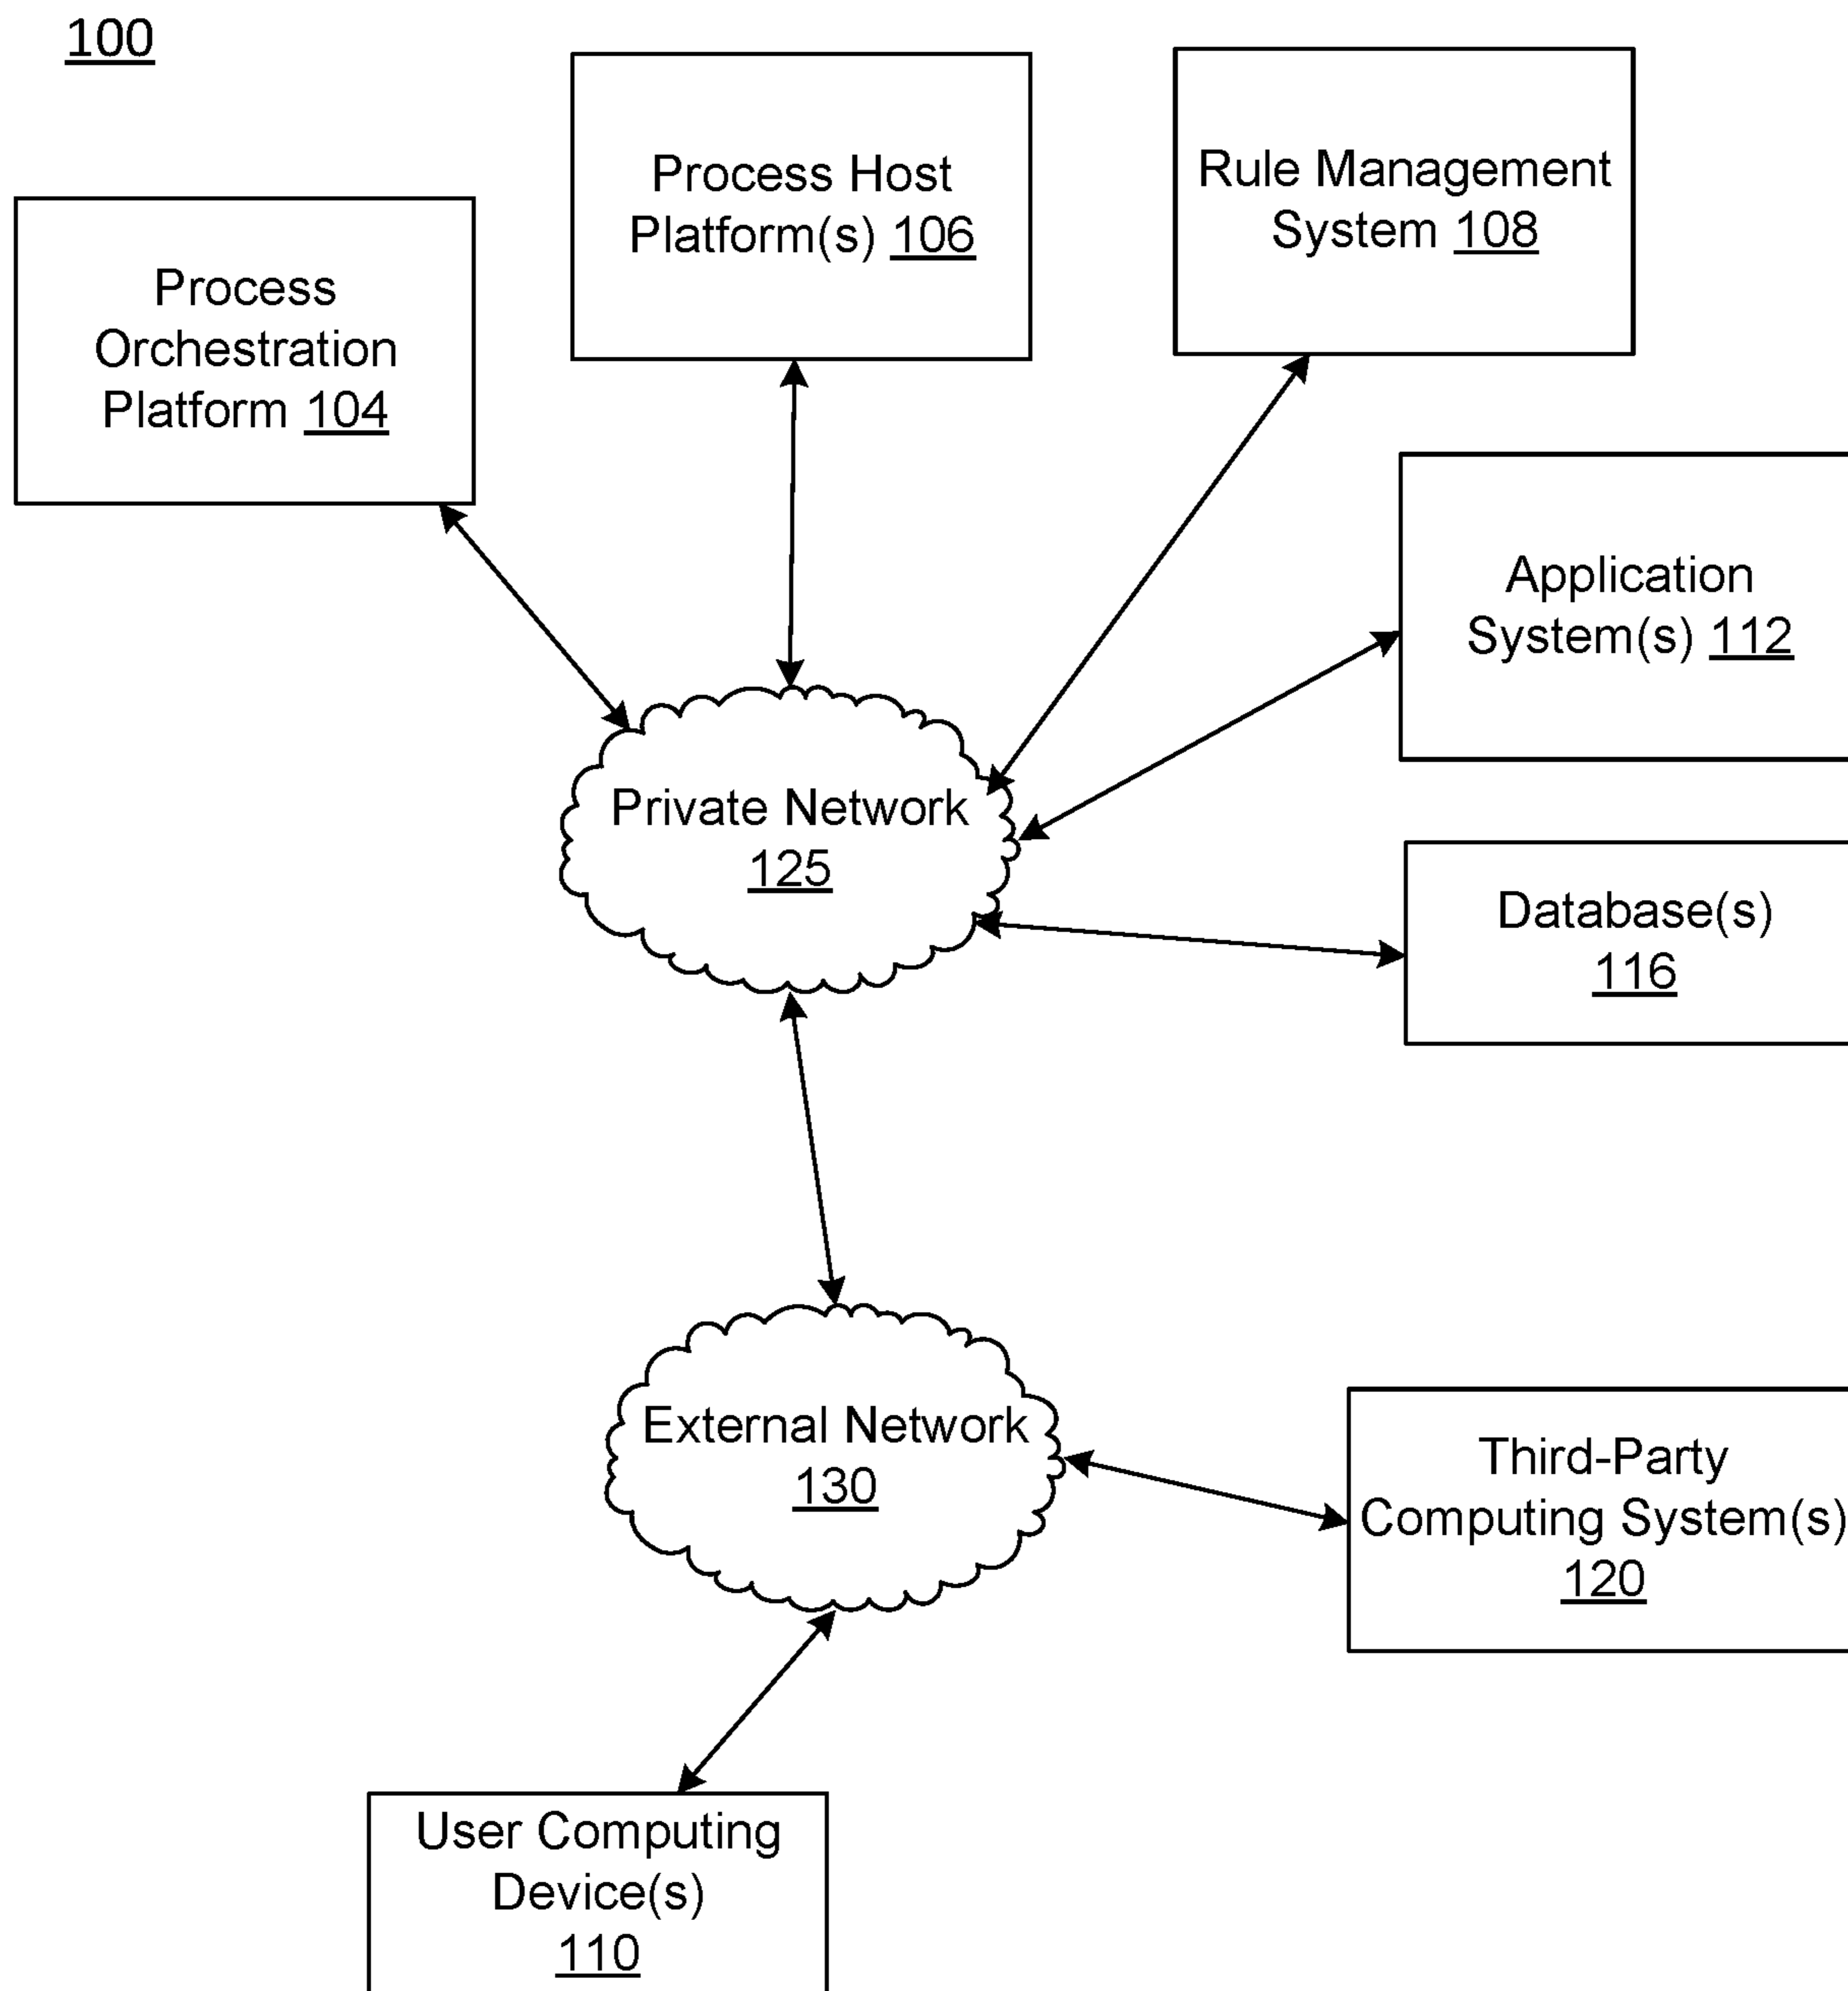 100
Process Host
Platform(s) 106
Rule Management
System 108
Process
Orchestration
Platform 104
Application
System(s) 112
Private Network
125
Database(s)
116
External Network
130
Third-Party
Computing System(s)
120
User Computing
Device(s)
110